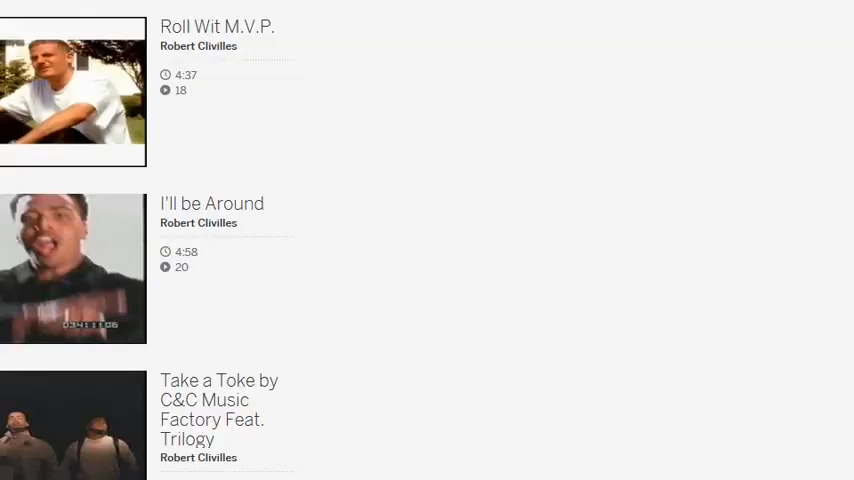 Roll Wit M.V.P.
Robert Clivilles
4:37
18
I'll be Around
Robert Clivilles
4:58
20
03411106
Take a Toke by
C&C Music
Factory Feat.
Trilogy
Robert Clivilles